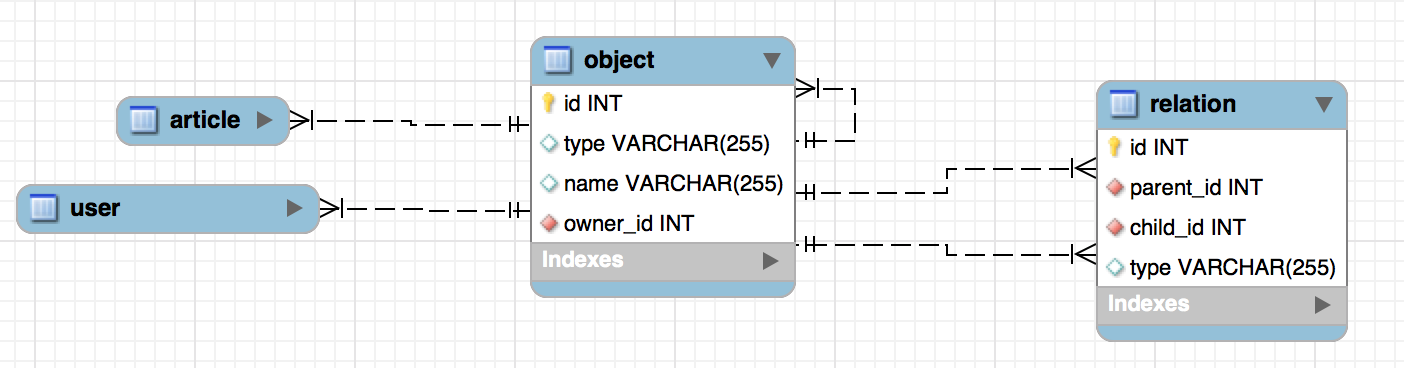 article
user
object
id INT
type VARCHAR(255)
name VARCHAR(255)
owner_id INT
Indexes
relation
id INT
parent_id INT
child_id INT
type VARCHAR(255)
Indexes